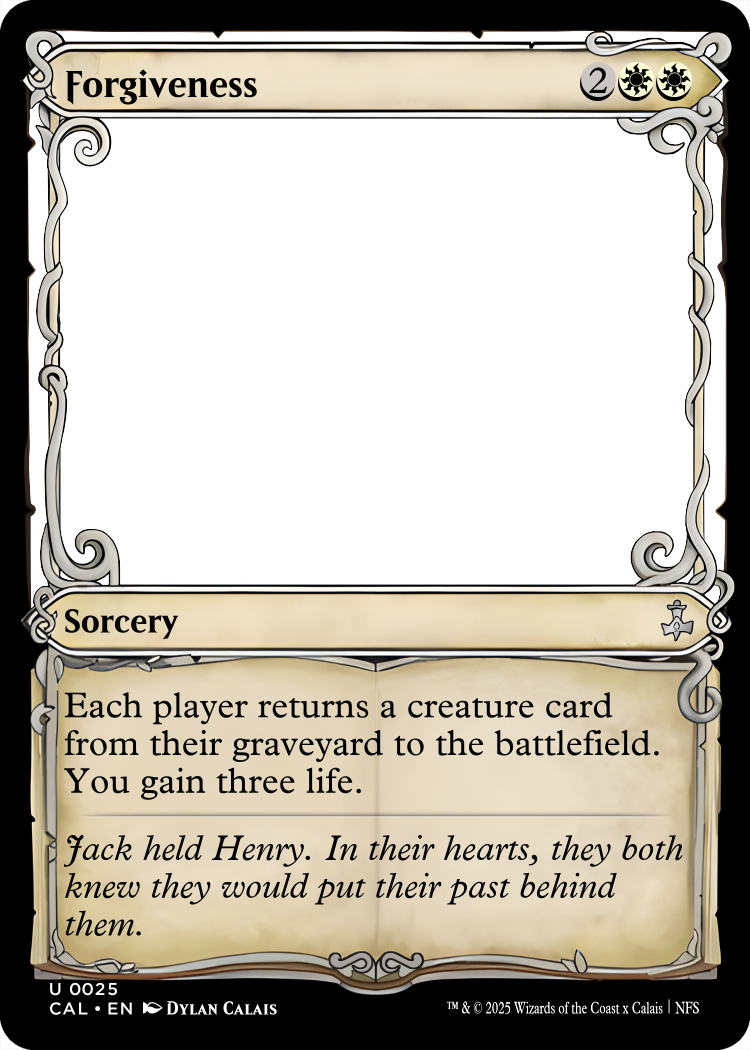 Forgiveness 2
Sorcery
Each player returns a creature card
from their graveyard to the battlefield.
You gain three life.
Jack held Henry. In their hearts, they both
knew they would put their past behind
them.
U 0025
CAL • EN Dylan Calais
™ & © 2025 Wizards of the Coast x Calais | NFS